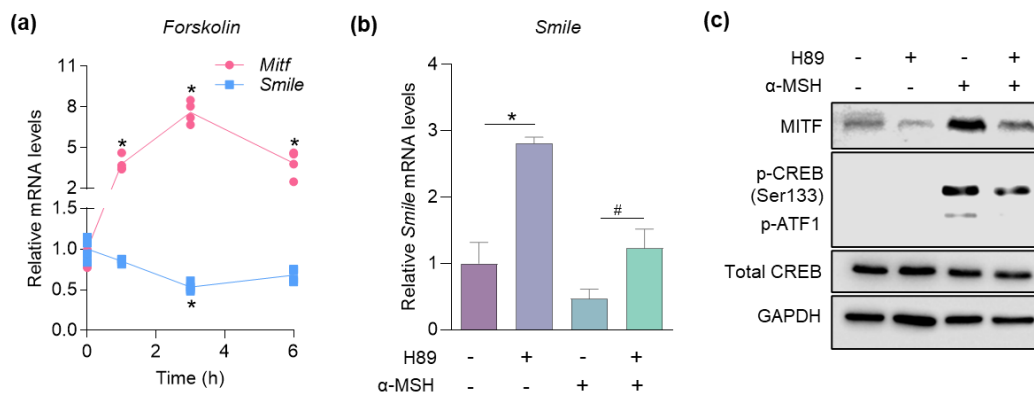 (a)
Forskolin
Relative mRNA levels
11
8
5
2
1.0
0.5
0.0
0
2
4
6
Time (h)
Mitf
Smile
*
*
*
*
(b)
Smile
Relative Smile mRNA levels
4
3
2
1
0
*
#
H89 - + - +
α-MSH - - + +
(c)
H89 - + - +
α-MSH - - + +
MITF
p-CREB
(Ser133)
p-ATF1
Total CREB
GAPDH